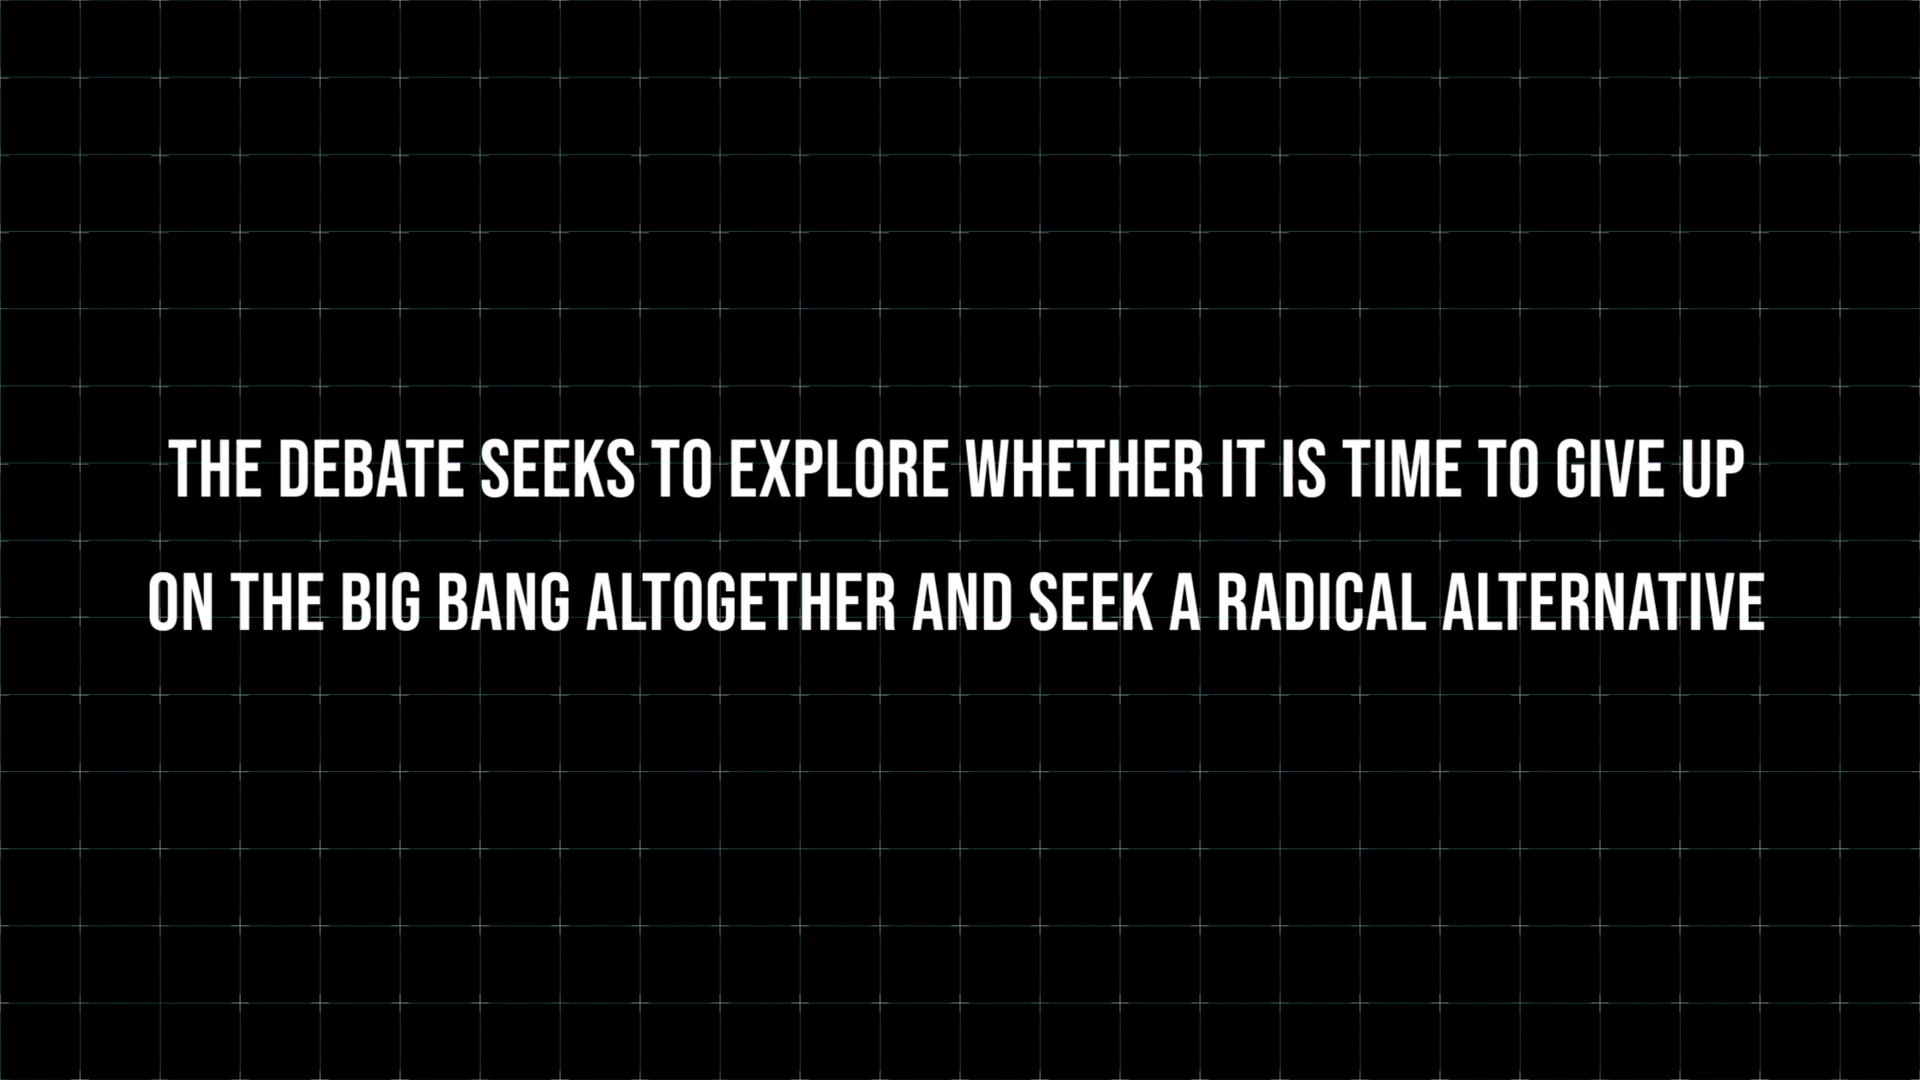 THE DEBATE SEEKS TO EXPLORE WHETHER IT IS TIME TO GIVE UP
ON THE BIG BANG ALTOGETHER AND SEEK A RADICAL ALTERNATIVE